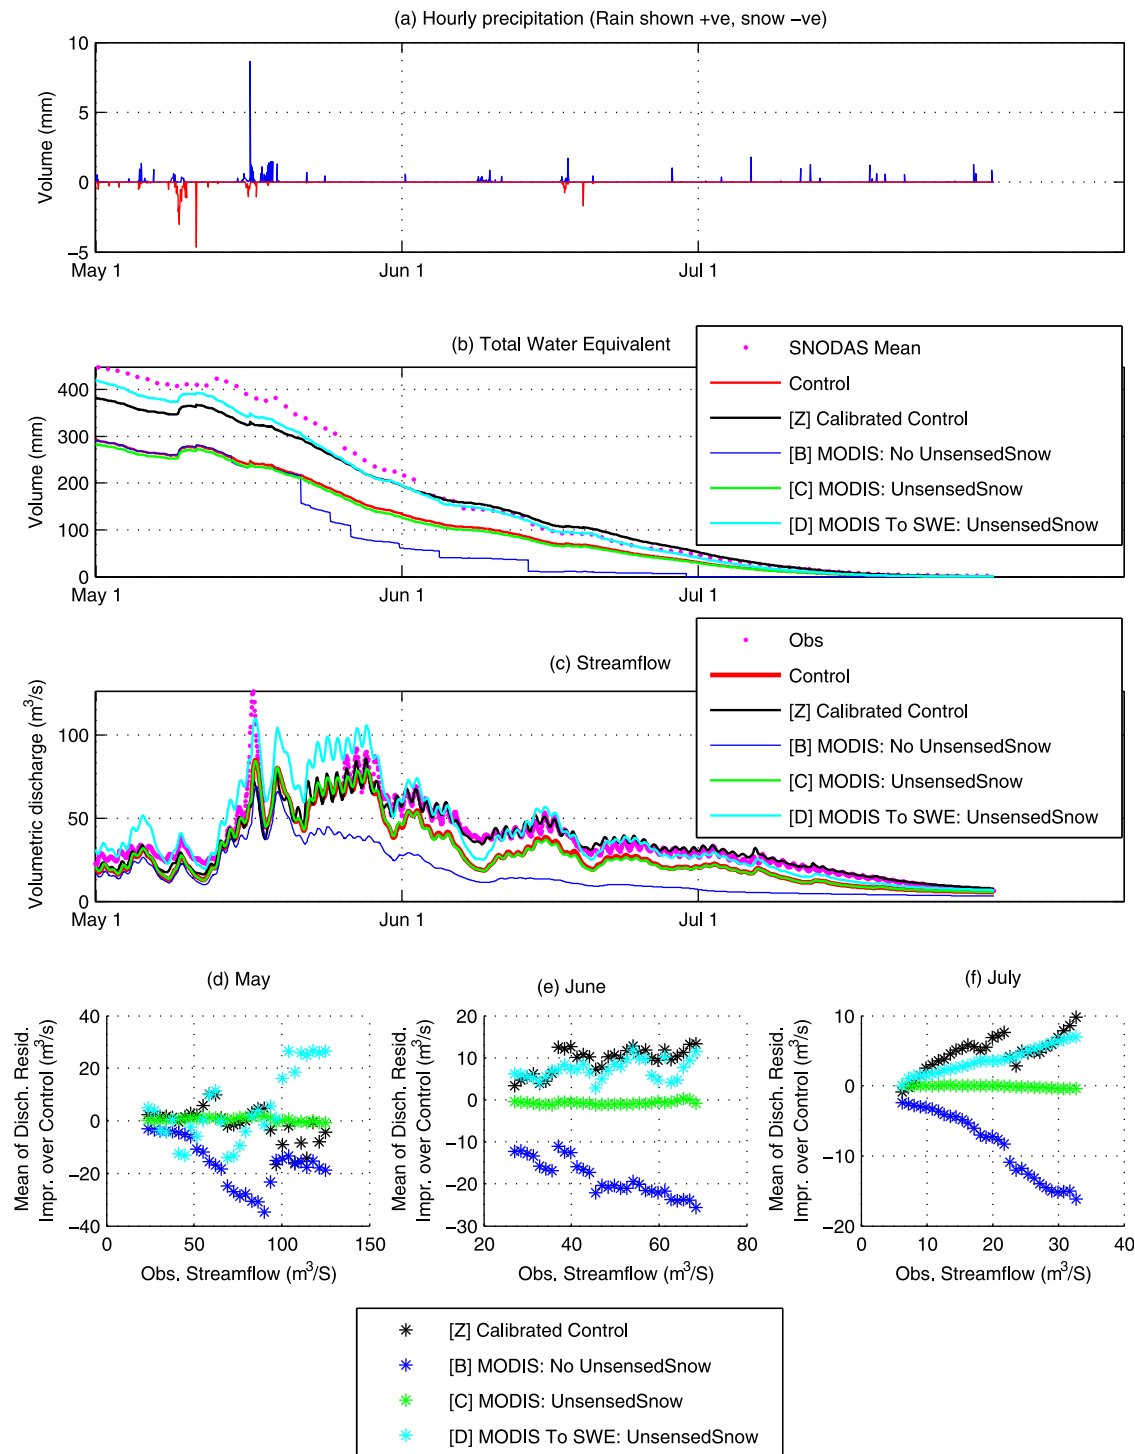 (a) Hourly precipitation (Rain shown +ve, snow −ve)
Volume (mm)
10
5
0
−5
May 1
Jun 1
Jul 1
(b) Total Water Equivalent
Volume (mm)
400
300
200
100
0
May 1
Jun 1
Jul 1
SNODAS Mean
Control
[Z] Calibrated Control
[B] MODIS: No UnsensedSnow
[C] MODIS: UnsensedSnow
[D] MODIS To SWE: UnsensedSnow
(c) Streamflow
Volumetric discharge (m³/s)
100
50
0
May 1
Jun 1
Jul 1
Obs
Control
[Z] Calibrated Control
[B] MODIS: No UnsensedSnow
[C] MODIS: UnsensedSnow
[D] MODIS To SWE: UnsensedSnow
(d) May
Mean of Disch. Resid.
Impr. over Control (m³/s)
40
20
0
−20
−40
0
50
100
150
Obs. Streamflow (m³/S)
(e) June
Mean of Disch. Resid.
Impr. over Control (m³/s)
20
10
0
−10
−20
−30
20
40
60
80
Obs. Streamflow (m³/S)
(f) July
Mean of Disch. Resid.
Impr. over Control (m³/s)
10
0
−10
−20
0
10
20
30
40
Obs. Streamflow (m³/S)
[Z] Calibrated Control
[B] MODIS: No UnsensedSnow
[C] MODIS: UnsensedSnow
[D] MODIS To SWE: UnsensedSnow